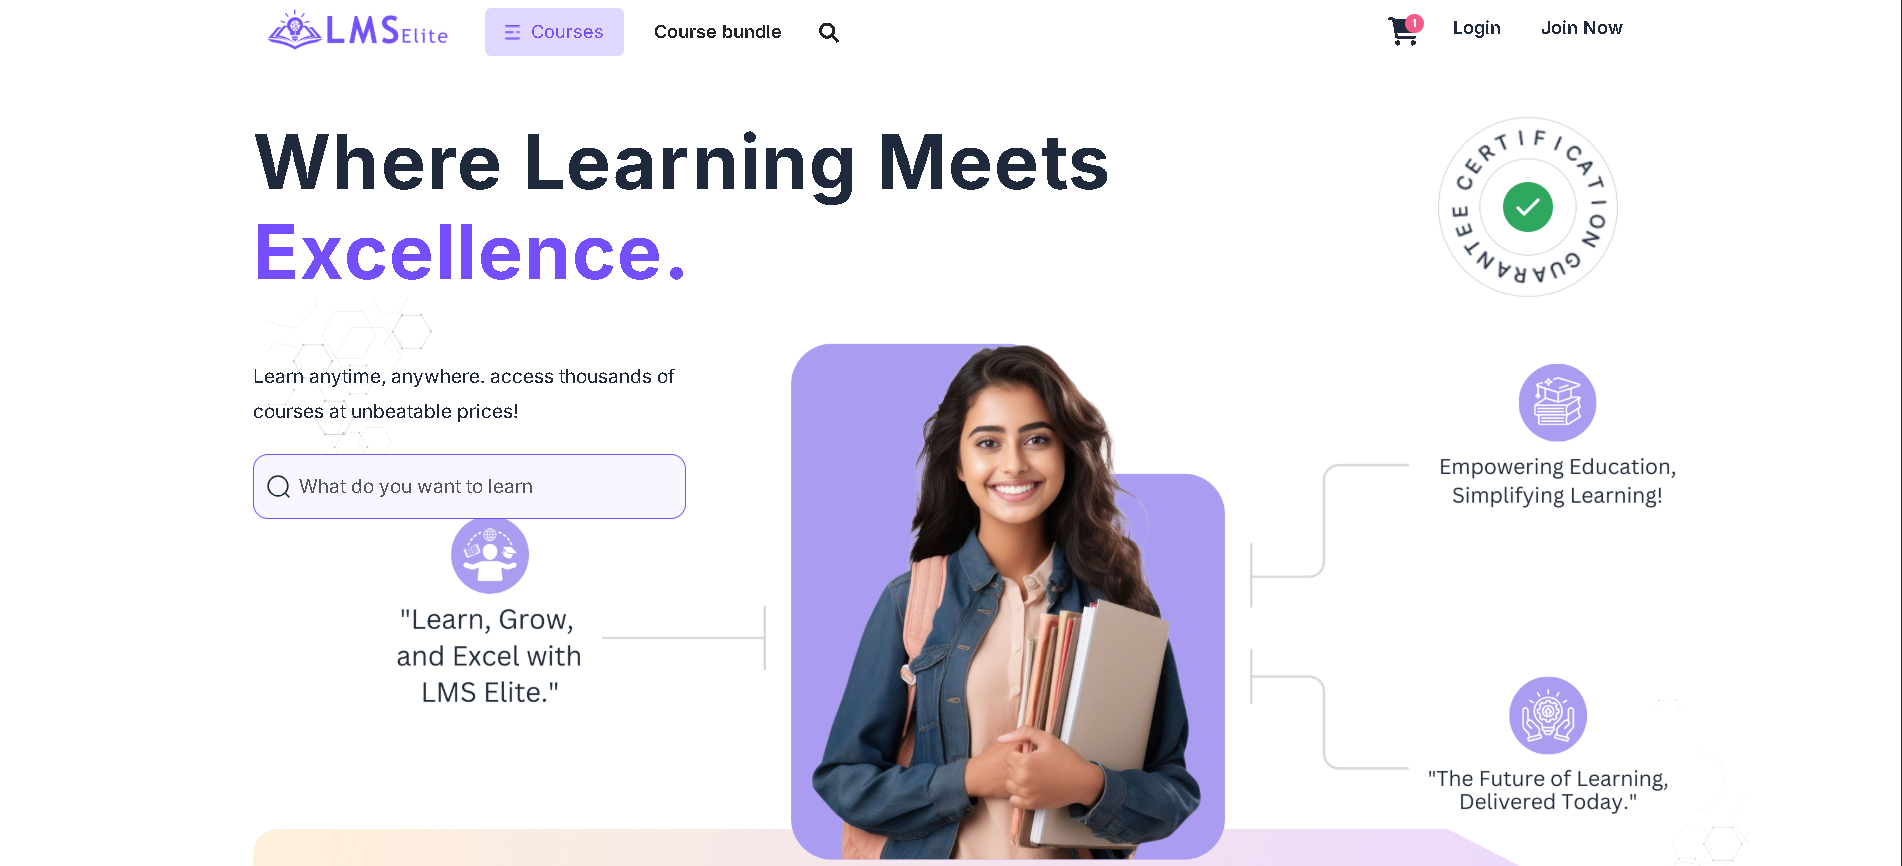 LMS Elite
Courses
Course bundle
1
Login
Join Now
Where Learning Meets
Excellence.
CERTIFICATION GUARANTEE
Learn anytime, anywhere. access thousands of
courses at unbeatable prices!
What do you want to learn
"Learn, Grow,
and Excel with
LMS Elite."
Empowering Education,
Simplifying Learning!
"The Future of Learning,
Delivered Today."